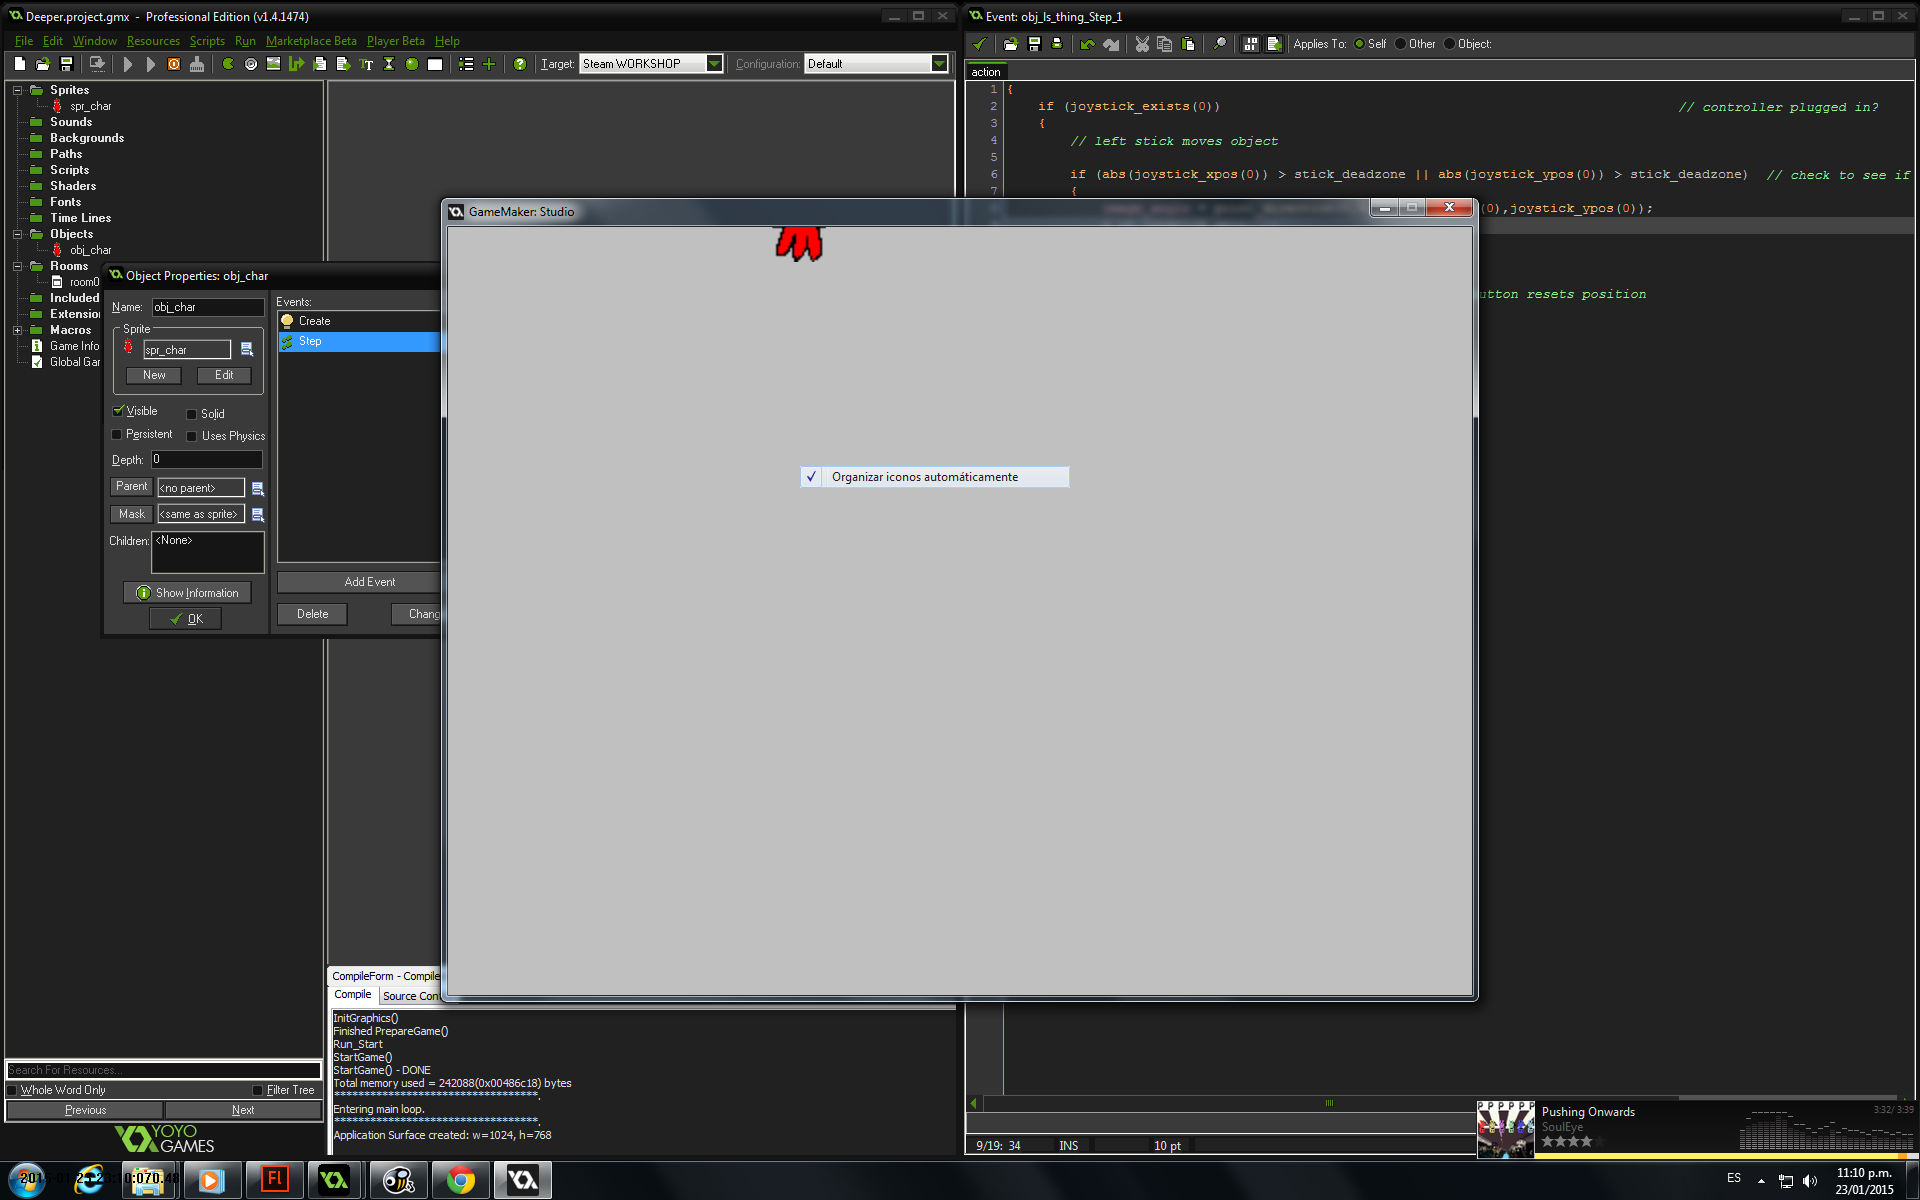 Deeper.project.gmx - Professional Edition (v1.4.1474)
File Edit Window Resources Scripts Run Marketplace Beta Player Beta Help
Target: Steam WORKSHOP Configuration: Default
Sprites
spr_char
Sounds
Backgrounds
Paths
Scripts
Shaders
Fonts
Time Lines
Objects
obj_char
Rooms
room0
Included
Extensio
Macros
Game Info
Global Gar
Search For Resources...
Whole Word Only Filter Tree
Previous Next
YOYO
GAMES
Object Properties: obj_char
Name: obj_char
Sprite
spr_char
New Edit
Visible Solid
Persistent Uses Physics
Depth: 0
Parent <no parent>
Mask <same as sprite>
Children: <None>
Show Information
OK
Events:
Create
Step
Add Event
Delete Chang
GameMaker: Studio
✓ Organizar iconos automáticamente
CompileForm - Compile
Compile Source Con
InitGraphics()
Finished PrepareGame()
Run_Start
StartGame()
StartGame() - DONE
Total memory used = 242088(0x00486c18) bytes
Entering main loop.
Application Surface created: w=1024, h=768
Event: obj_ls_thing_Step_1
Applies To: Self Other Object:
action
1 {
2 if (joystick_exists(0)) // controller plugged in?
3 {
4 // left stick moves object
5
6 if (abs(joystick_xpos(0)) > stick_deadzone || abs(joystick_ypos(0)) > stick_deadzone) // check to see if
7 {
(0),joystick_ypos(0));
utton resets position
9/19: 34 INS 10 pt
Pushing Onwards 3:32/ 3:39
SoulEye
ES 11:10 p.m.
23/01/2015